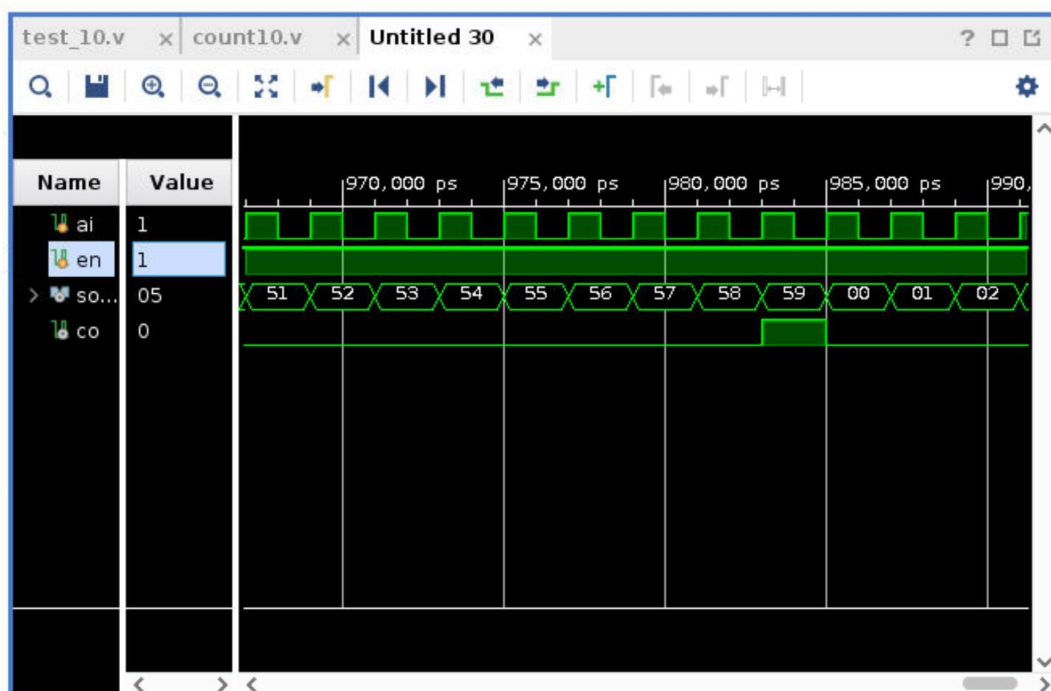 test_10.v × count10.v × Untitled 30 × ?
Name Value 970,000 ps 975,000 ps 980,000 ps 985,000 ps 990,
ai 1
en 1
> so... 05 51 52 53 54 55 56 57 58 59 00 01 02
co 0